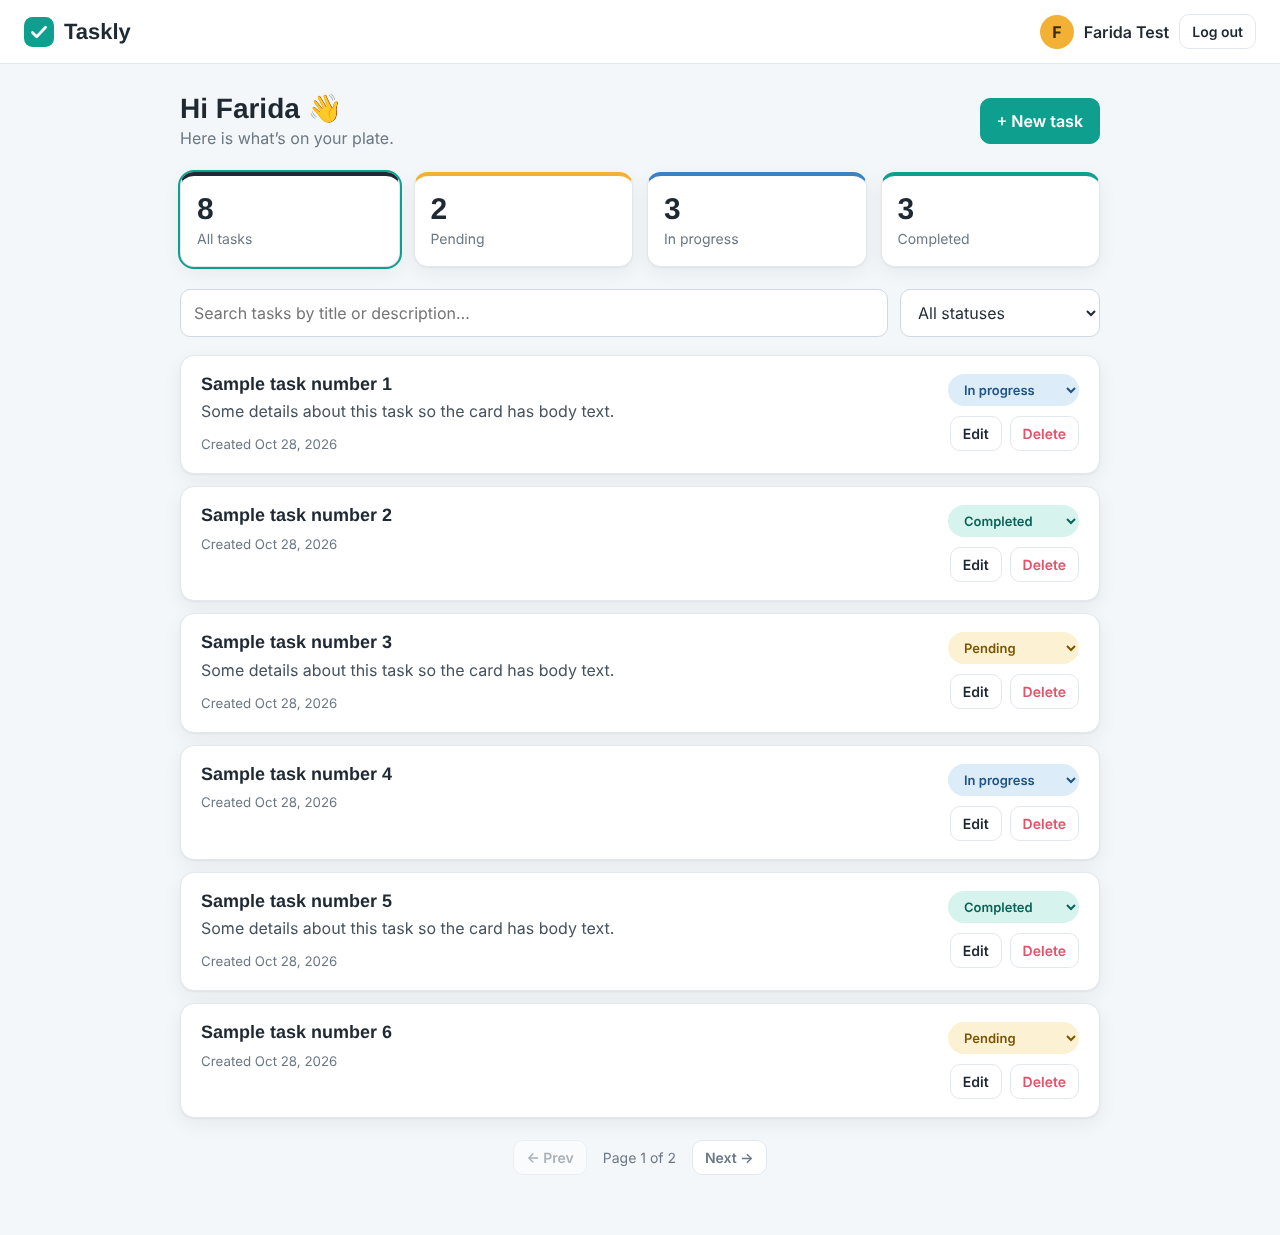 Taskly
F
Farida Test
Log out
Hi Farida 👋
Here is what’s on your plate.
+ New task
8
All tasks
2
Pending
3
In progress
3
Completed
Search tasks by title or description…
All statuses
Sample task number 1
Some details about this task so the card has body text.
Created Oct 28, 2026
In progress
Edit
Delete
Sample task number 2
Created Oct 28, 2026
Completed
Edit
Delete
Sample task number 3
Some details about this task so the card has body text.
Created Oct 28, 2026
Pending
Edit
Delete
Sample task number 4
Created Oct 28, 2026
In progress
Edit
Delete
Sample task number 5
Some details about this task so the card has body text.
Created Oct 28, 2026
Completed
Edit
Delete
Sample task number 6
Created Oct 28, 2026
Pending
Edit
Delete
← Prev
Page 1 of 2
Next →